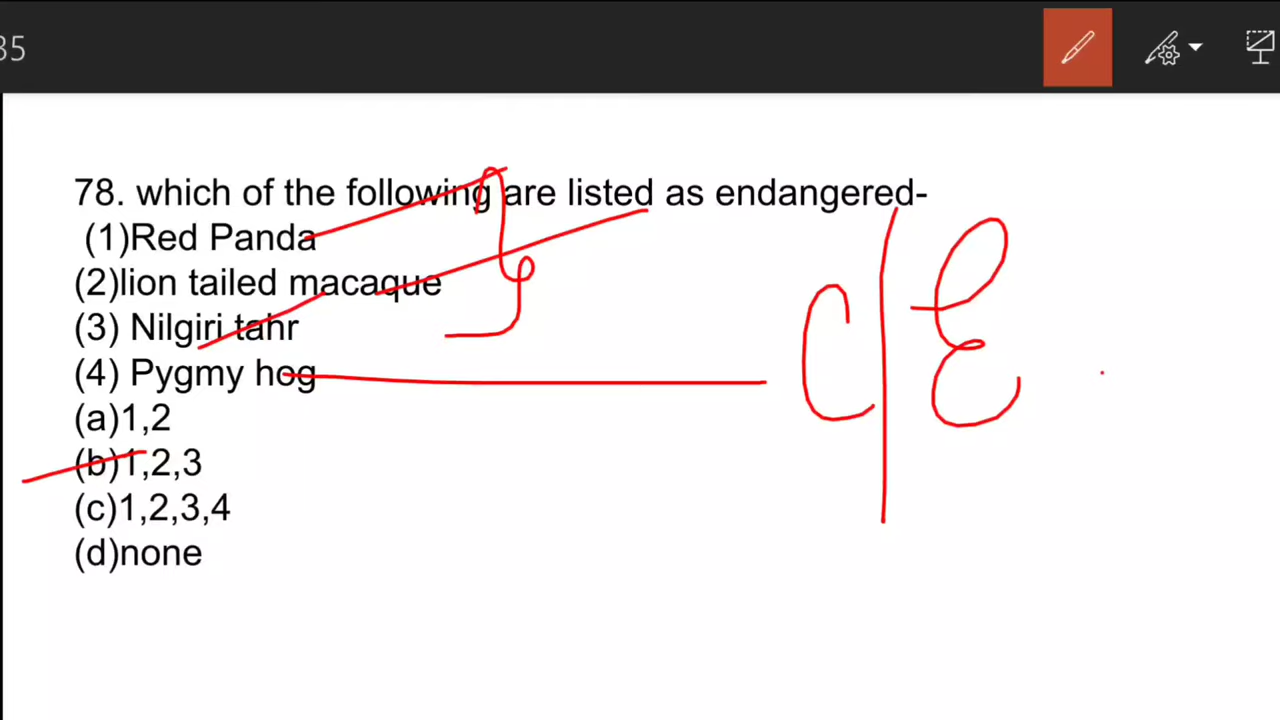 35
78. which of the following are listed as endangered-
(1)Red Panda
(2)lion tailed macaque
(3) Nilgiri tahr
(4) Pygmy hog
C E
(a)1,2
(b)1,2,3
(c)1,2,3,4
(d)none